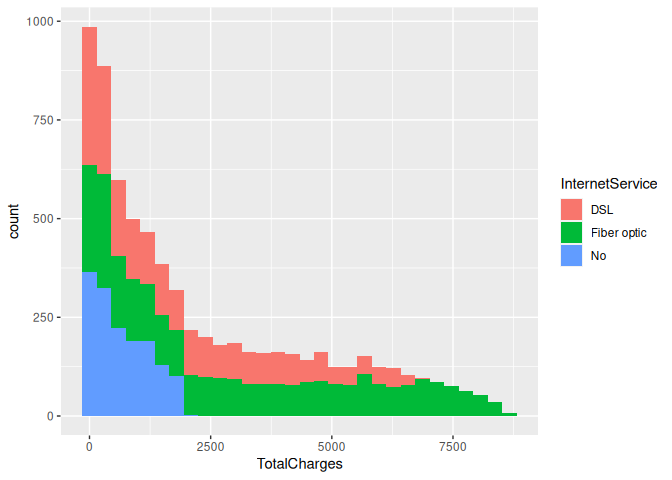 1000
750
500
250
0
count
0 2500 5000 7500
TotalCharges
InternetService
DSL
Fiber optic
No